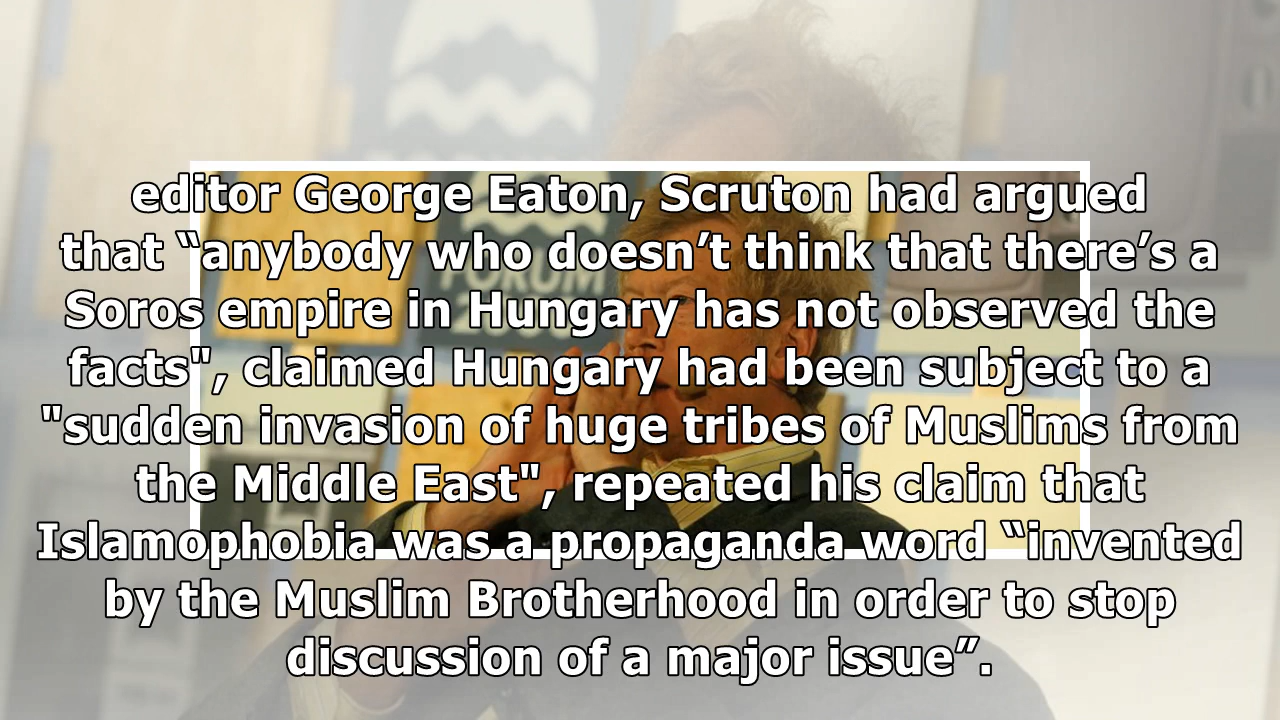 FORUM
editor George Eaton, Scruton had argued
that “anybody who doesn’t think that there’s a
Soros empire in Hungary has not observed the
facts", claimed Hungary had been subject to a
"sudden invasion of huge tribes of Muslims from
the Middle East", repeated his claim that
Islamophobia was a propaganda word “invented
by the Muslim Brotherhood in order to stop
discussion of a major issue”.